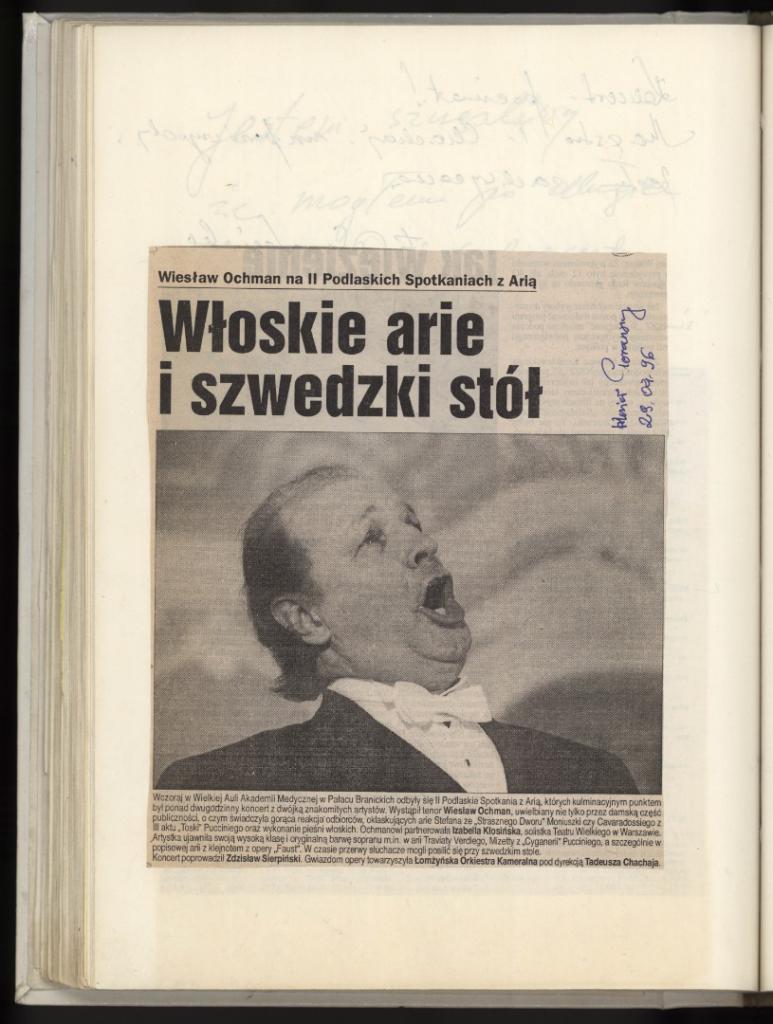 Wiesław Ochman na II Podlaskich Spotkaniach z Arią
Włoskie arie
i szwedzki stół
Kurier Poranny
29.07.96
Wczoraj w Wielkiej Auli Akademii Medycznej w Pałacu Branickich odbyły się II Podlaskie Spotkania z Arią, których kulminacyjnym punktem
był ponad dwugodzinny koncert z dwójką znakomitych artystów. Wystąpił tenor Wiesław Ochman, uwielbiany nie tylko przez damską część
publiczności, o czym świadczyła gorąca reakcja odbiorców, oklaskujących arie Stefana ze „Strasznego Dworu” Moniuszki czy Cavaradossiego z
III aktu „Toski” Pucciniego oraz wykonanie pieśni włoskich. Ochmanowi partnerowała Izabella Kłosińska, solistka Teatru Wielkiego w Warszawie.
Artystka ujawniła swoją wysoką klasę i oryginalną barwę sopranu m.in. w arii Traviaty Verdiego, Mizetty z „Cyganerii” Pucciniego, a szczególnie w
popisowej arii z klejnotem z opery „Faust”. W czasie przerwy słuchacze mogli posilić się przy szwedzkim stole.
Koncert poprowadził Zdzisław Sierpiński. Gwiazdom opery towarzyszyła Łomżyńska Orkiestra Kameralna pod dyrekcją Tadeusza Chachaja.